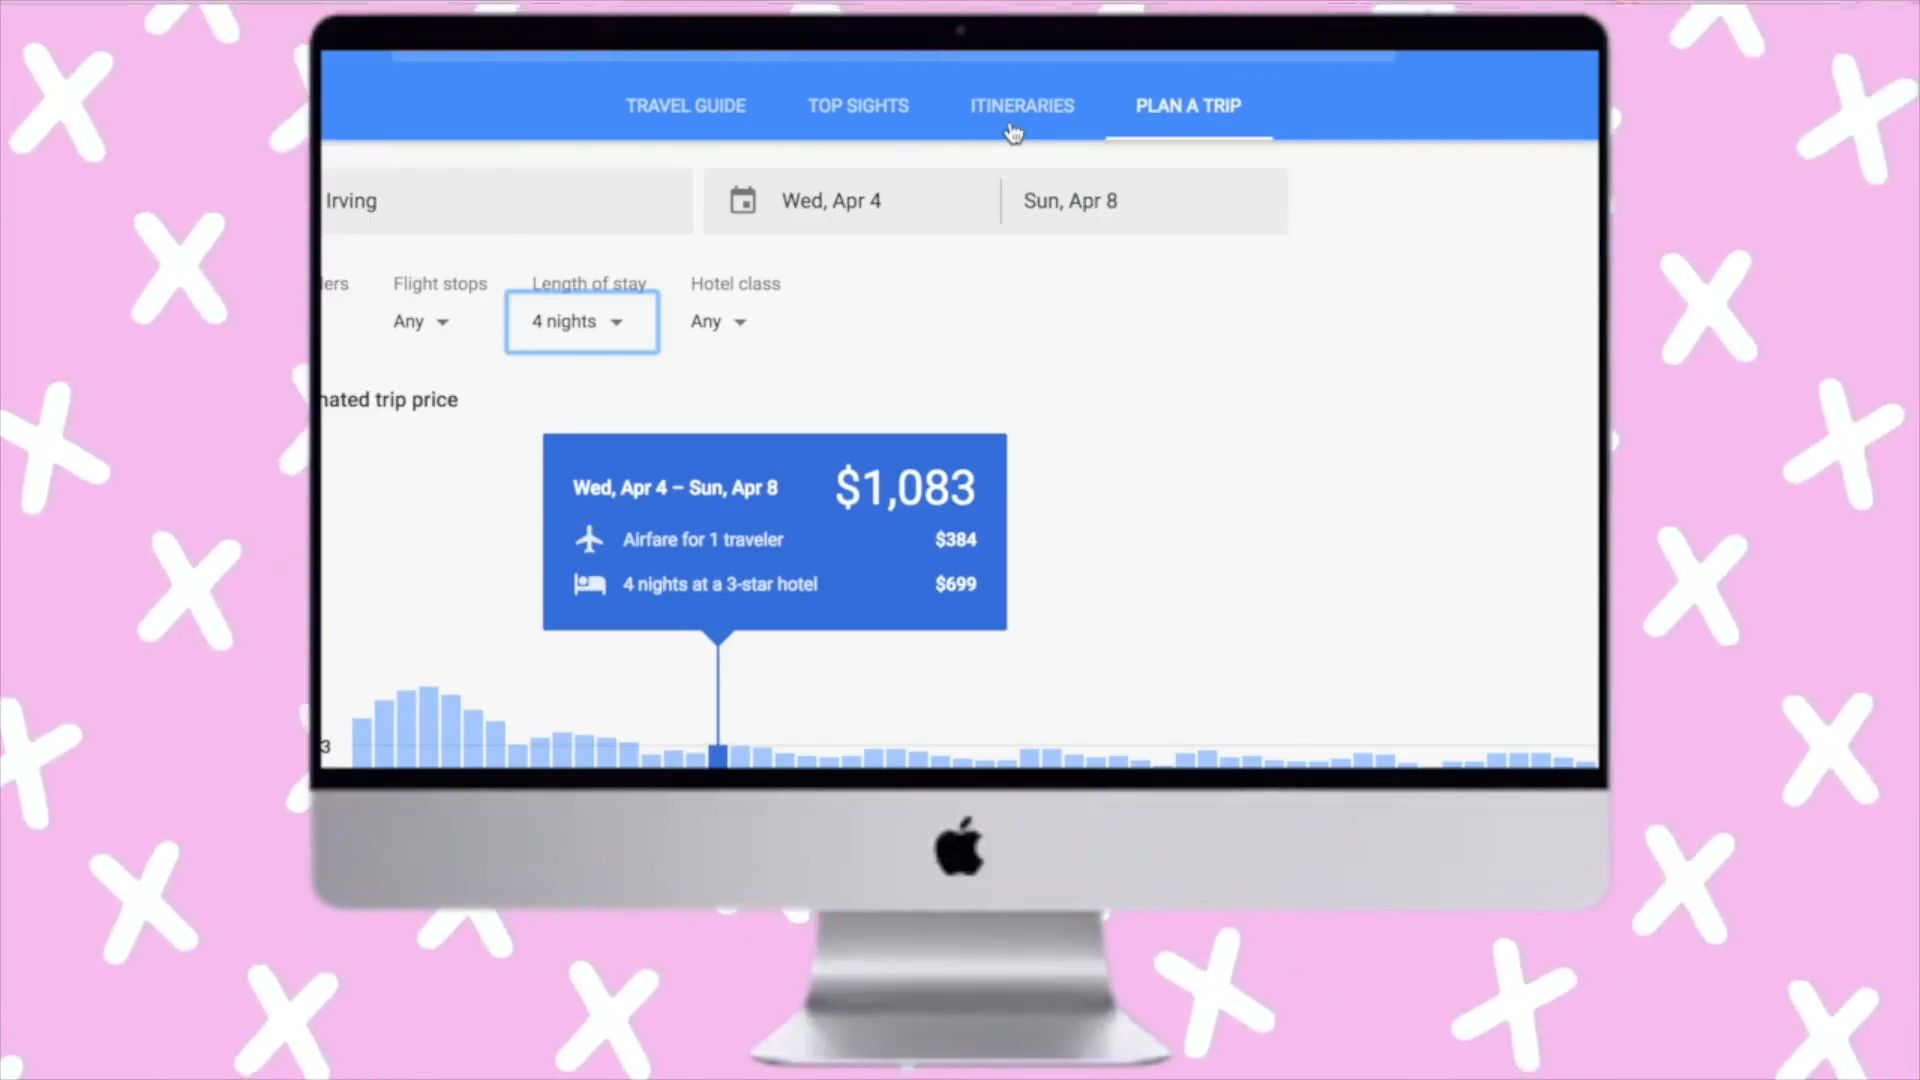 TRAVEL GUIDE TOP SIGHTS ITINERARIES PLAN A TRIP
Irving Wed, Apr 4 Sun, Apr 8
Flight stops Length of stay Hotel class
Any 4 nights Any
trip price
Wed, Apr 4 – Sun, Apr 8 $1,083
Airfare for 1 traveler $384
4 nights at a 3-star hotel $699